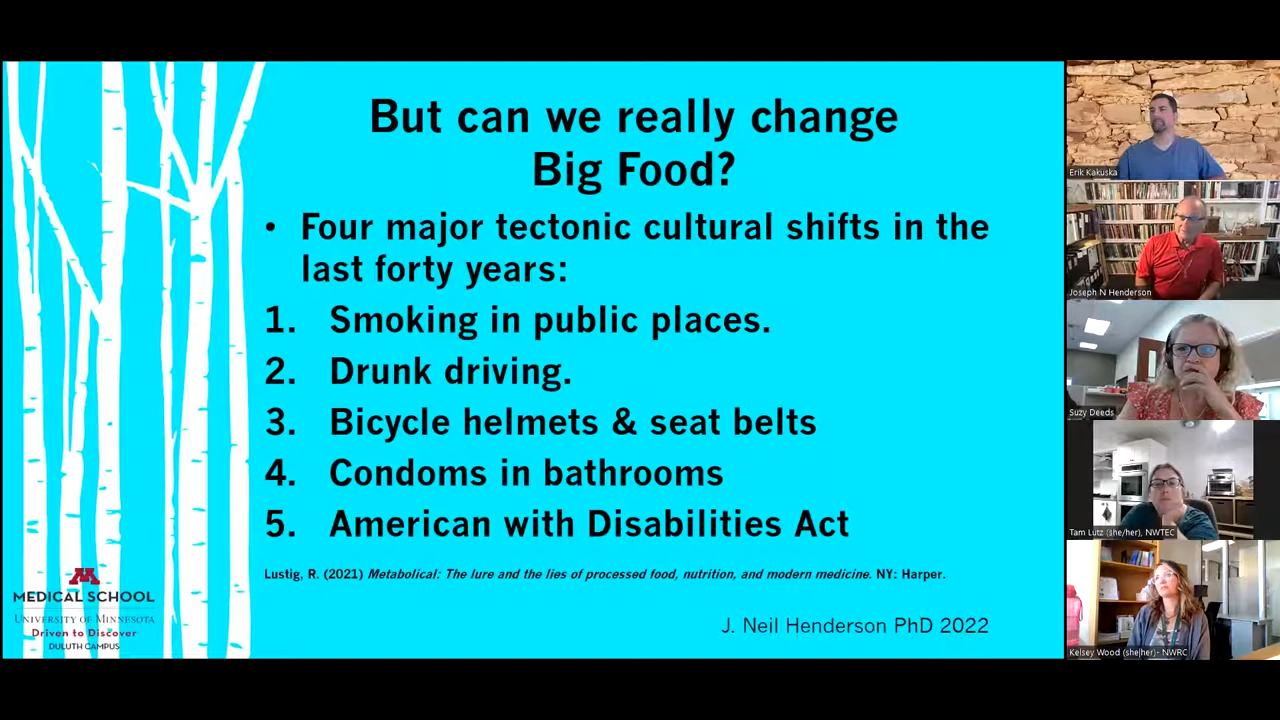 But can we really change
Big Food?
• Four major tectonic cultural shifts in the
last forty years:
1. Smoking in public places.
2. Drunk driving.
3. Bicycle helmets & seat belts
4. Condoms in bathrooms
5. American with Disabilities Act
Lustig, R. (2021) Metabolical: The lure and the lies of processed food, nutrition, and modern medicine. NY: Harper.
J. Neil Henderson PhD 2022
M
MEDICAL SCHOOL
UNIVERSITY OF MINNESOTA
Driven to Discover
DULUTH CAMPUS
Erik Kakuska
Joseph N Henderson
Suzy Deeds
Tam Lutz (she/her), NWTEC
Kelsey Wood (she|her)- NWRC